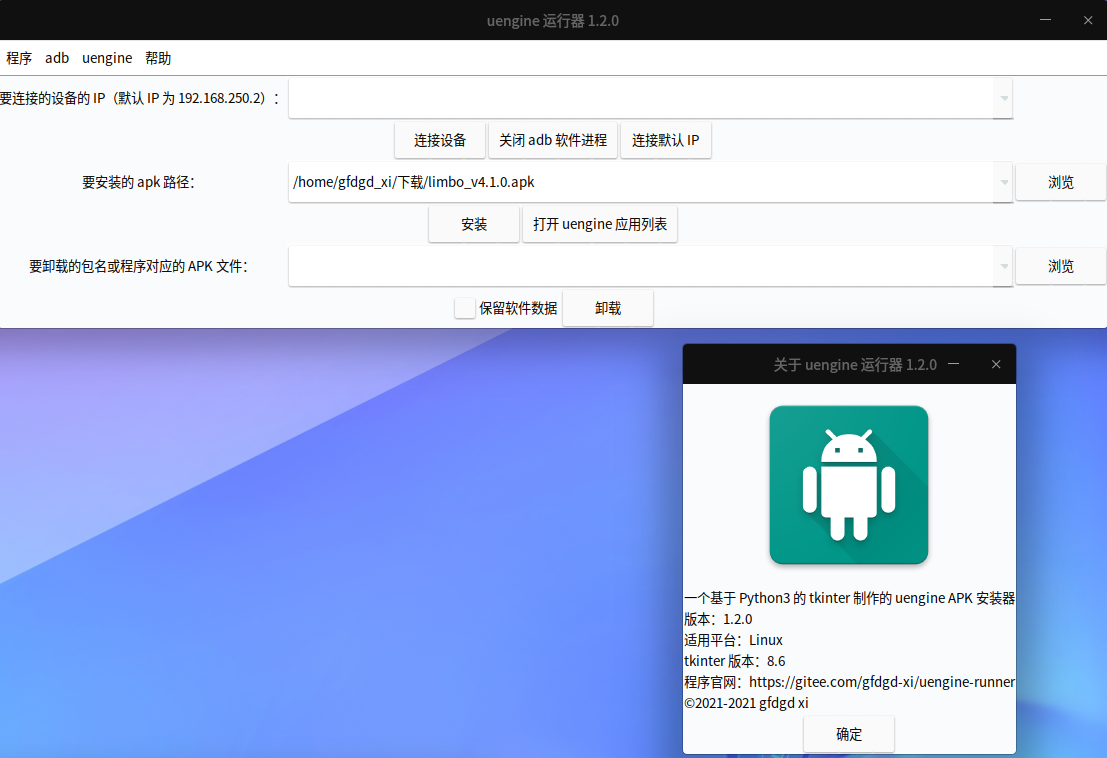 uengine 运行器 1.2.0
程序 adb uengine 帮助
要连接的设备的 IP（默认 IP 为 192.168.250.2）：
连接设备 关闭 adb 软件进程 连接默认 IP
要安装的 apk 路径： /home/gfdgd_xi/下载/limbo_v4.1.0.apk 浏览
安装 打开 uengine 应用列表
要卸载的包名或程序对应的 APK 文件： 浏览
保留软件数据 卸载
关于 uengine 运行器 1.2.0
一个基于 Python3 的 tkinter 制作的 uengine APK 安装器
版本：1.2.0
适用平台：Linux
tkinter 版本：8.6
程序官网：https://gitee.com/gfdgd-xi/uengine-runner
©2021-2021 gfdgd xi
确定